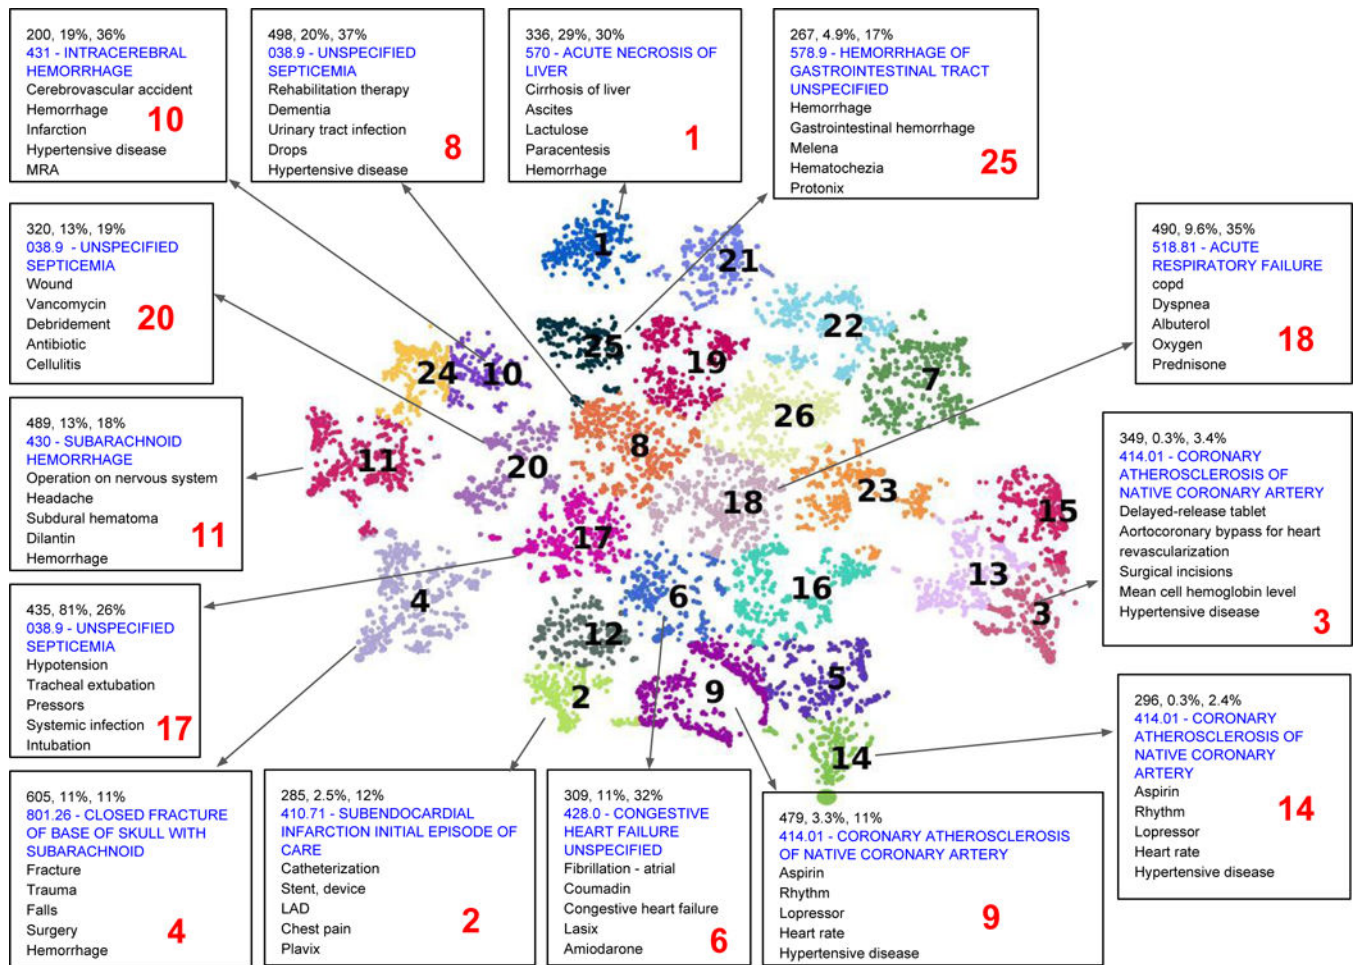 200, 19%, 36%
431 - INTRACEREBRAL
HEMORRHAGE
Cerebrovascular accident
Hemorrhage
Infarction
Hypertensive disease
MRA
10
498, 20%, 37%
038.9 - UNSPECIFIED
SEPTICEMIA
Rehabilitation therapy
Dementia
Urinary tract infection
Drops
Hypertensive disease
8
336, 29%, 30%
570 - ACUTE NECROSIS OF
LIVER
Cirrhosis of liver
Ascites
Lactulose
Paracentesis
Hemorrhage
1
267, 4.9%, 17%
578.9 - HEMORRHAGE OF
GASTROINTESTINAL TRACT
UNSPECIFIED
Hemorrhage
Gastrointestinal hemorrhage
Melena
Hematochezia
Protonix
25
320, 13%, 19%
038.9 - UNSPECIFIED
SEPTICEMIA
Wound
Vancomycin
Debridement
Antibiotic
Cellulitis
20
490, 9.6%, 35%
518.81 - ACUTE
RESPIRATORY FAILURE
copd
Dyspnea
Albuterol
Oxygen
Prednisone
18
489, 13%, 18%
430 - SUBARACHNOID
HEMORRHAGE
Operation on nervous system
Headache
Subdural hematoma
Dilantin
Hemorrhage
11
349, 0.3%, 3.4%
414.01 - CORONARY
ATHEROSCLEROSIS OF
NATIVE CORONARY ARTERY
Delayed-release tablet
Aortocoronary bypass for heart
revascularization
Surgical incisions
Mean cell hemoglobin level
Hypertensive disease
3
435, 81%, 26%
038.9 - UNSPECIFIED
SEPTICEMIA
Hypotension
Tracheal extubation
Pressors
Systemic infection
Intubation
17
296, 0.3%, 2.4%
414.01 - CORONARY
ATHEROSCLEROSIS OF
NATIVE CORONARY
ARTERY
Aspirin
Rhythm
Lopressor
Heart rate
Hypertensive disease
14
605, 11%, 11%
801.26 - CLOSED FRACTURE
OF BASE OF SKULL WITH
SUBARACHNOID
Fracture
Trauma
Falls
Surgery
Hemorrhage
4
285, 2.5%, 12%
410.71 - SUBENDOCARDIAL
INFARCTION INITIAL EPISODE OF
CARE
Catheterization
Stent, device
LAD
Chest pain
Plavix
2
309, 11%, 32%
428.0 - CONGESTIVE
HEART FAILURE
UNSPECIFIED
Fibrillation - atrial
Coumadin
Congestive heart failure
Lasix
Amiodarone
6
479, 3.3%, 11%
414.01 - CORONARY ATHEROSCLEROSIS
OF NATIVE CORONARY ARTERY
Aspirin
Rhythm
Lopressor
Heart rate
Hypertensive disease
9
1
21
22
25
19
7
24
10
26
8
11
20
23
18
15
17
13
4
6
16
3
12
2
9
5
14